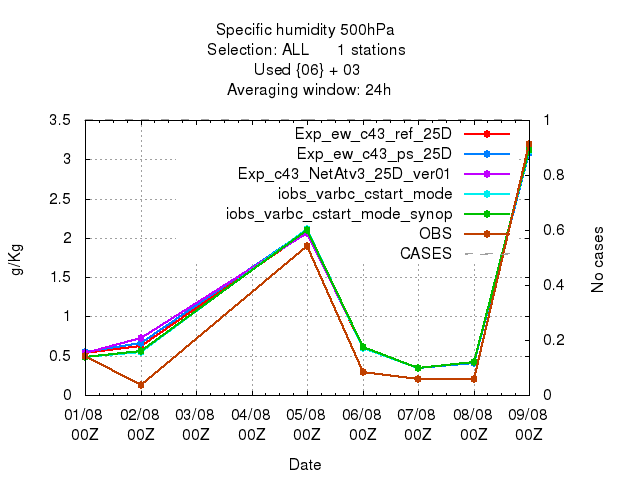 Specific humidity 500hPa
Selection: ALL 1 stations
Used {06} + 03
Averaging window: 24h
3.5
3
2.5
2
1.5
1
0.5
0
g/Kg
1
0.8
0.6
0.4
0.2
0
No cases
Exp_ew_c43_ref_25D
Exp_ew_c43_ps_25D
Exp_c43_NetAtv3_25D_ver01
iobs_varbc_cstart_mode
iobs_varbc_cstart_mode_synop
OBS
CASES
01/08 02/08 03/08 04/08 05/08 06/08 07/08 08/08 09/08
00Z 00Z 00Z 00Z 00Z 00Z 00Z 00Z 00Z
Date